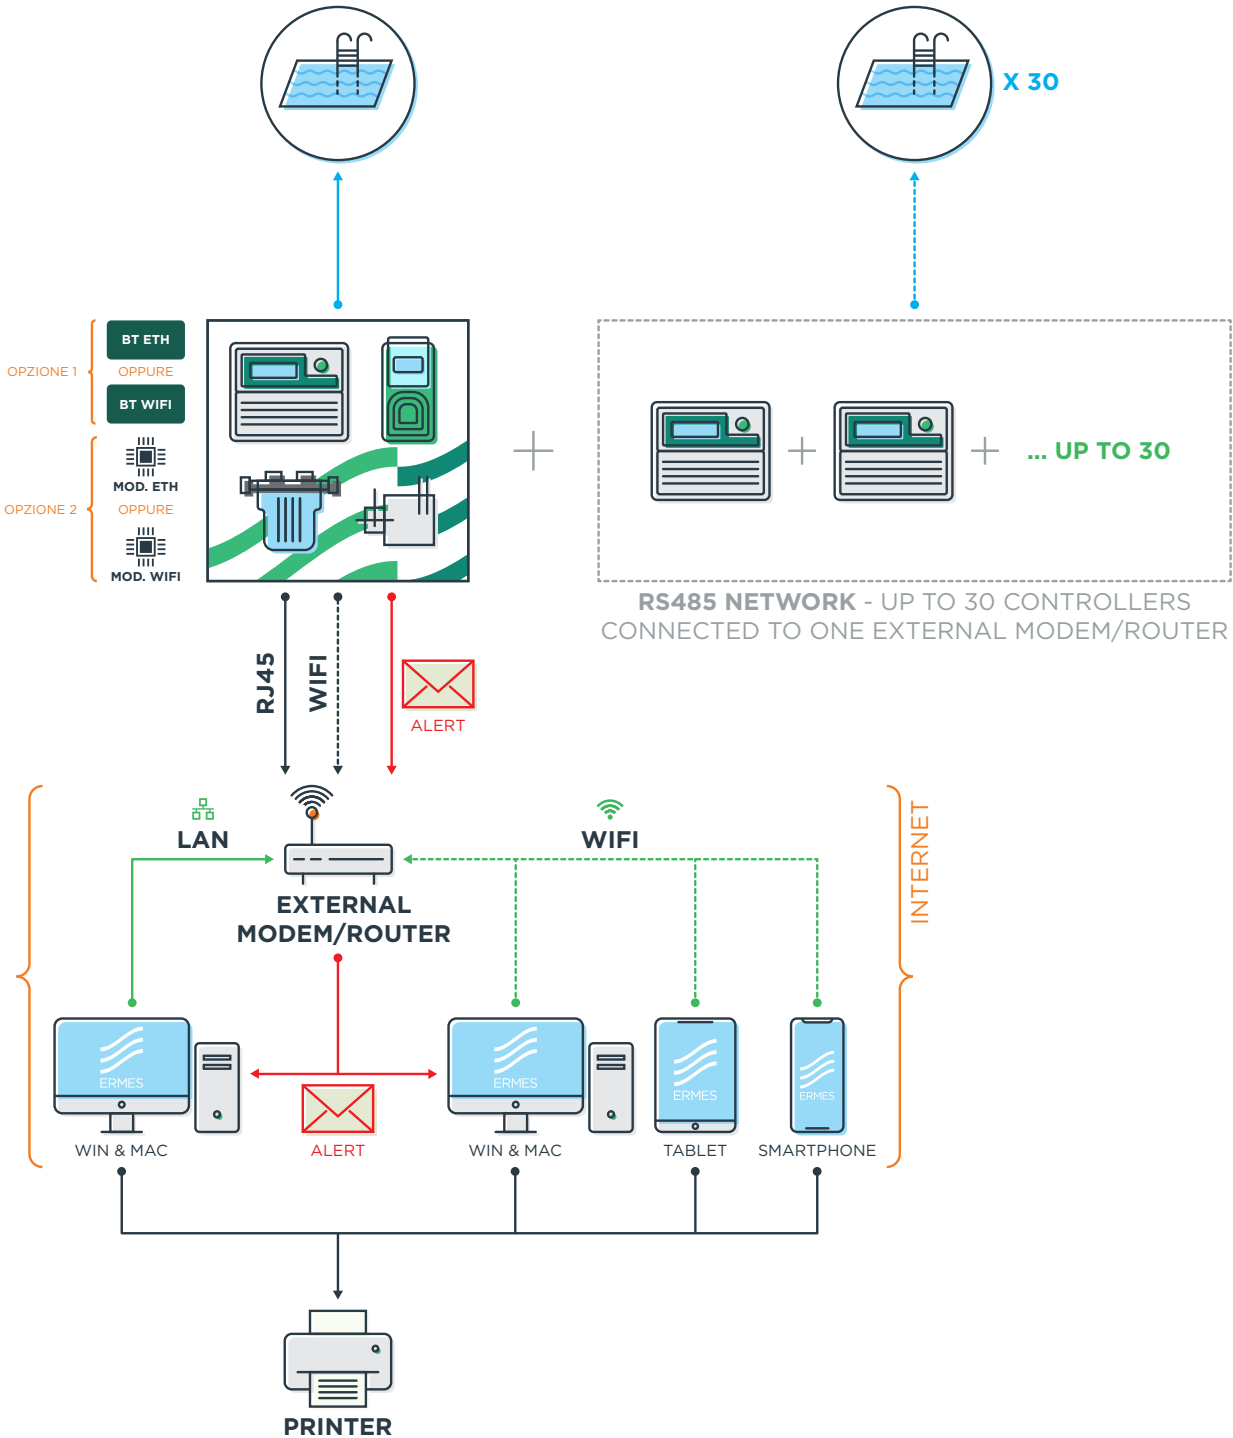 X 30
OPZIONE 1
BT ETH
OPPURE
BT WIFI
OPZIONE 2
MOD. ETH
OPPURE
MOD. WIFI
... UP TO 30
RS485 NETWORK - UP TO 30 CONTROLLERS
CONNECTED TO ONE EXTERNAL MODEM/ROUTER
RJ45
WIFI
ALERT
LAN
WIFI
INTERNET
EXTERNAL
MODEM/ROUTER
ERMES
ERMES
ERMES
ERMES
WIN & MAC
ALERT
WIN & MAC
TABLET
SMARTPHONE
PRINTER